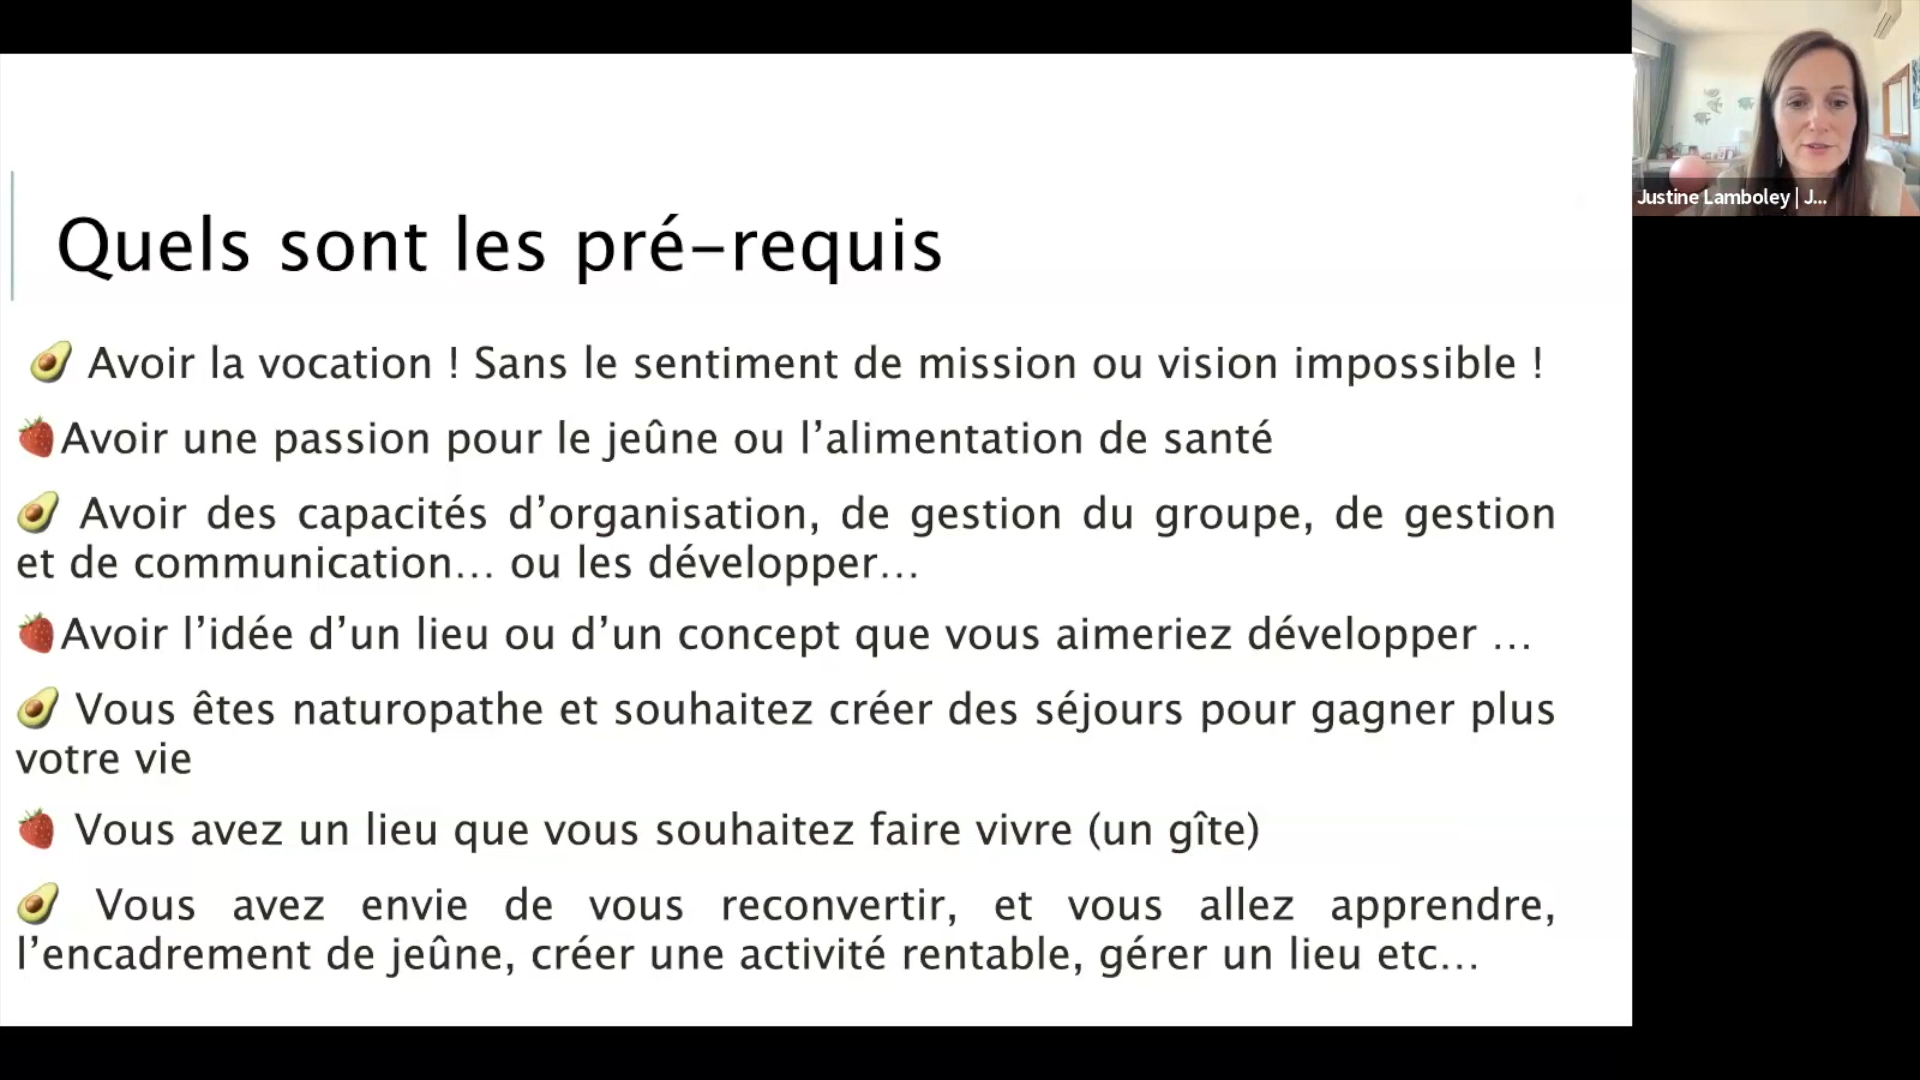 Quels sont les pré-requis
🥑 Avoir la vocation ! Sans le sentiment de mission ou vision impossible !
🍓Avoir une passion pour le jeûne ou l’alimentation de santé
🥑 Avoir des capacités d’organisation, de gestion du groupe, de gestion
et de communication… ou les développer…
🍓Avoir l’idée d’un lieu ou d’un concept que vous aimeriez développer …
🥑 Vous êtes naturopathe et souhaitez créer des séjours pour gagner plus
votre vie
🍓 Vous avez un lieu que vous souhaitez faire vivre (un gîte)
🥑 Vous avez envie de vous reconvertir, et vous allez apprendre,
l’encadrement de jeûne, créer une activité rentable, gérer un lieu etc…
Justine Lamboley | J...